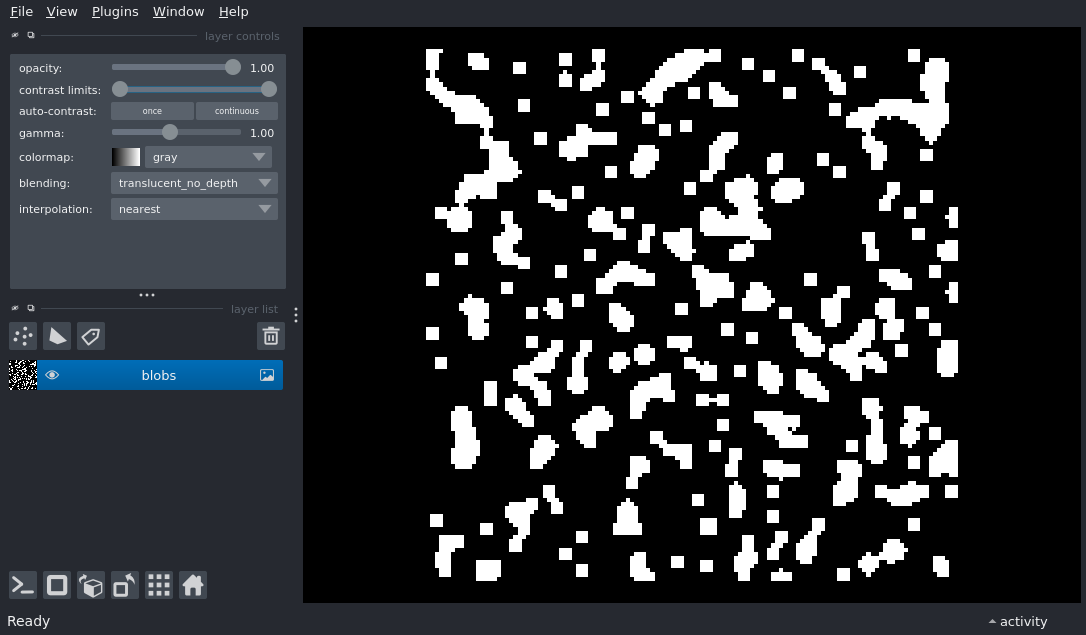 File View Plugins Window Help
layer controls
opacity: 1.00
contrast limits:
auto-contrast: once continuous
gamma: 1.00
colormap: gray
blending: translucent_no_depth
interpolation: nearest
layer list
blobs
Ready activity